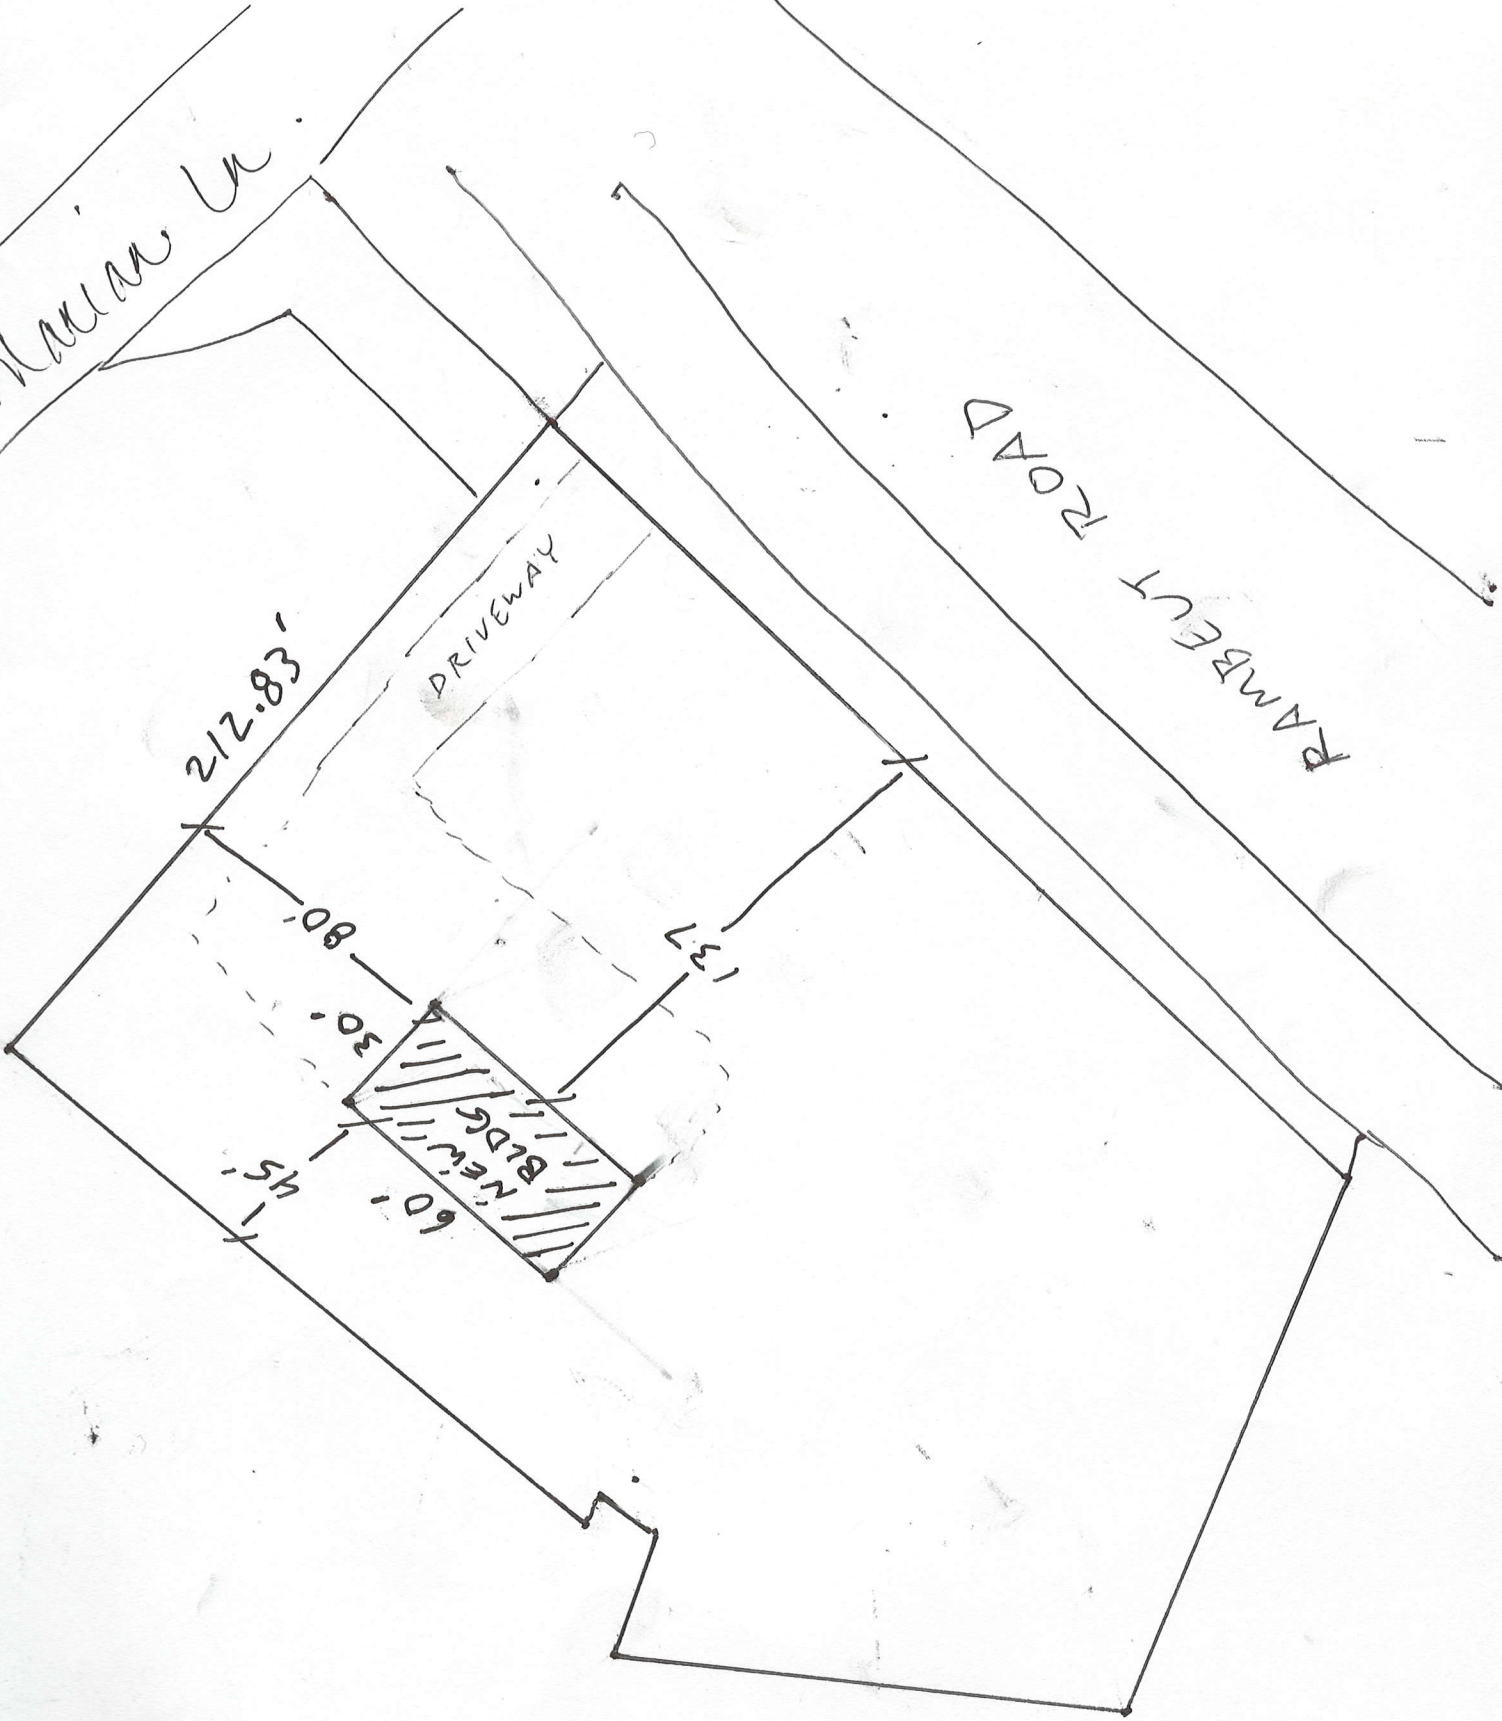 Marian Ln.
RAMBEUT ROAD
DRIVEWAY
212.83'
80'
137
30'
NEW
BLDG
45'
60'